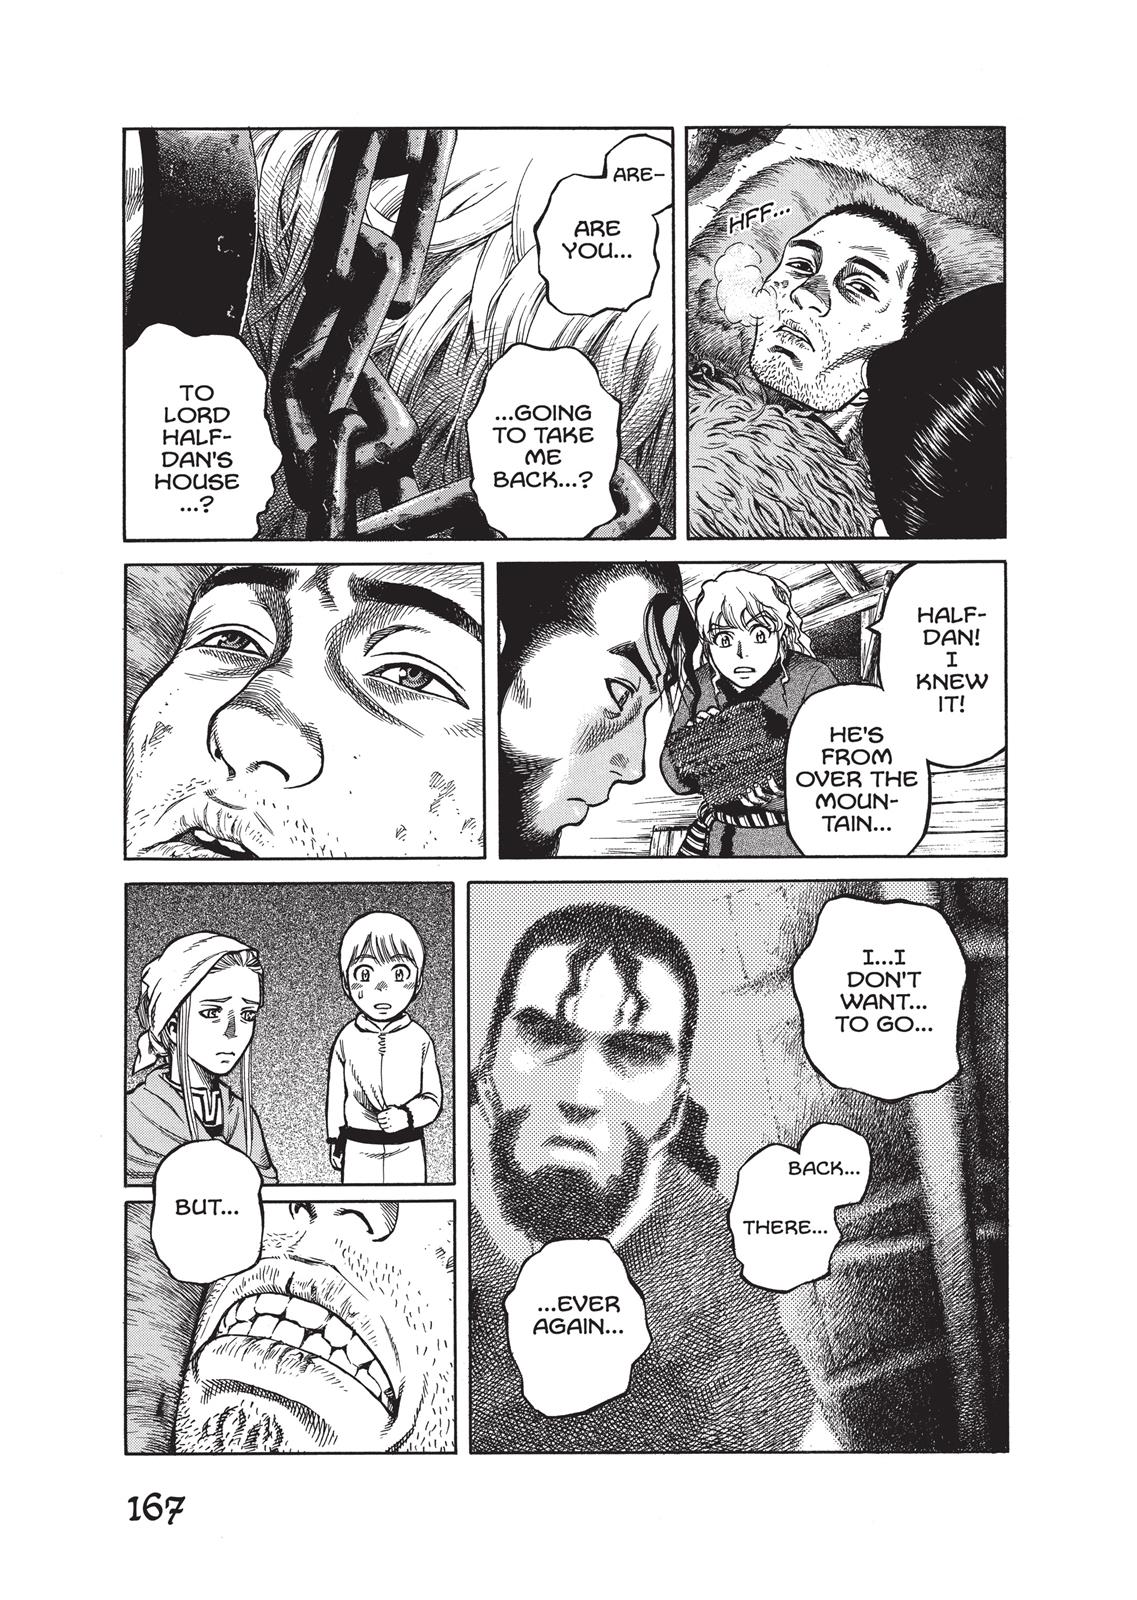 HFF...
ARE-
ARE
YOU...
...GOING
TO TAKE
ME
BACK...?
TO
LORD
HALF-
DAN'S
HOUSE
...?
HALF-
DAN!
I
KNEW
IT!
HE'S
FROM
OVER THE
MOUN-
TAIN...
I...I
DON'T
WANT...
TO GO...
BACK...
THERE...
...EVER
AGAIN...
BUT...
167